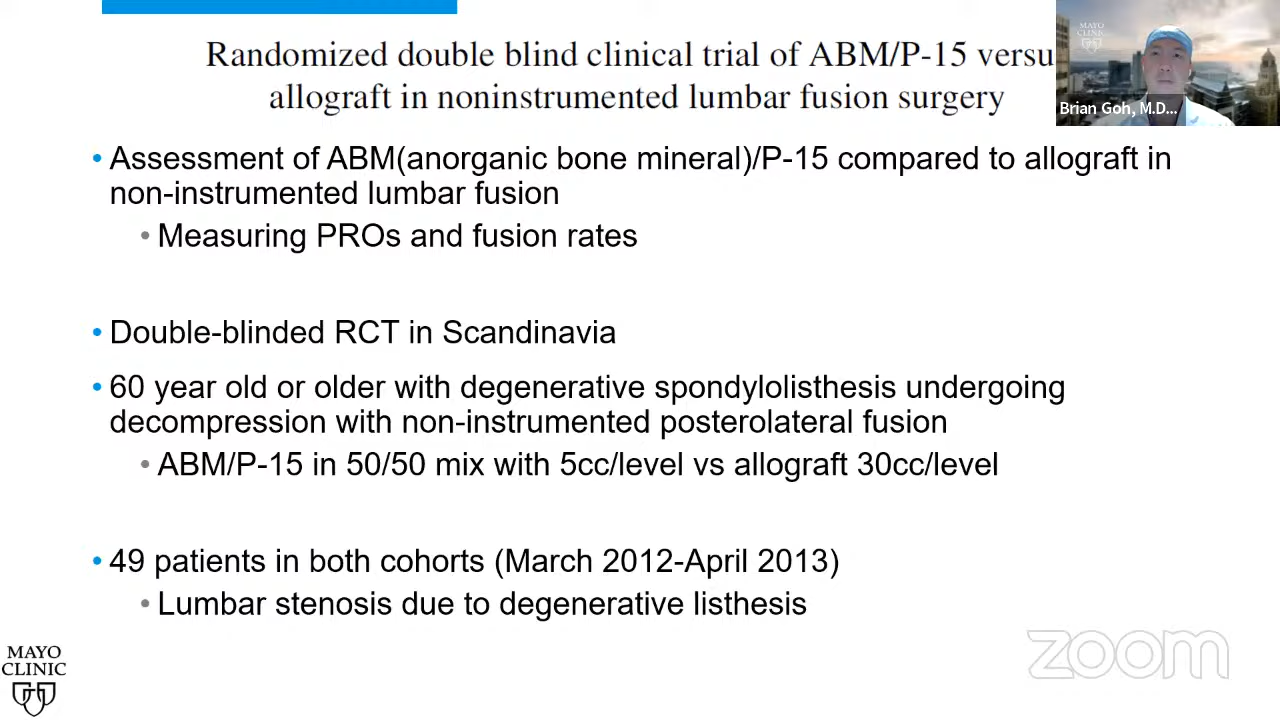 Randomized double blind clinical trial of ABM/P-15 versu
allograft in noninstrumented lumbar fusion surgery
MAYO
CLINIC
Brian Goh, M.D...
• Assessment of ABM(anorganic bone mineral)/P-15 compared to allograft in
non-instrumented lumbar fusion
• Measuring PROs and fusion rates
• Double-blinded RCT in Scandinavia
• 60 year old or older with degenerative spondylolisthesis undergoing
decompression with non-instrumented posterolateral fusion
• ABM/P-15 in 50/50 mix with 5cc/level vs allograft 30cc/level
• 49 patients in both cohorts (March 2012-April 2013)
• Lumbar stenosis due to degenerative listhesis
MAYO
CLINIC
zoom